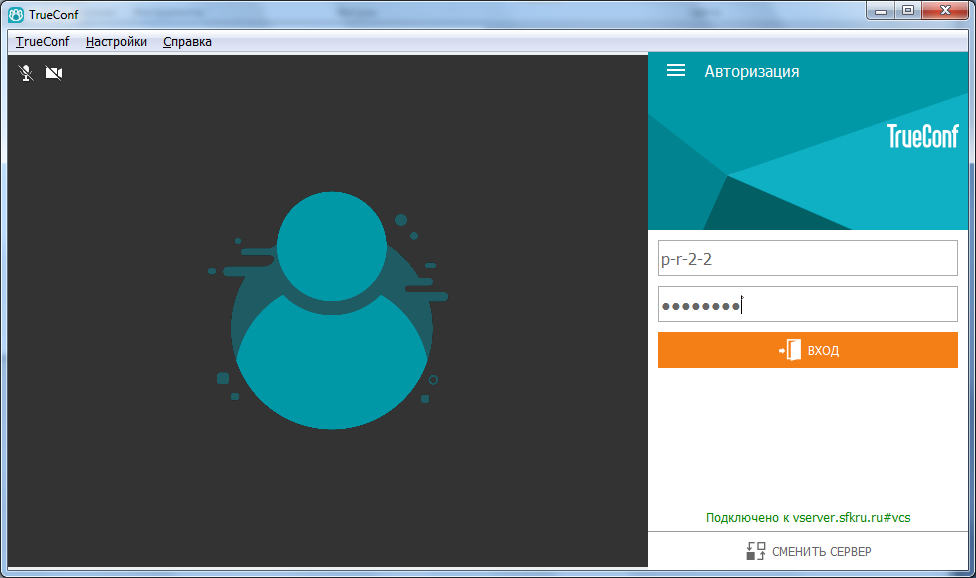 TrueConf
TrueConf Настройки Справка
Авторизация
TrueConf
p-r-2-2
●●●●●●●●
ВХОД
Подключено к vserver.sfkru.ru#vcs
СМЕНИТЬ СЕРВЕР